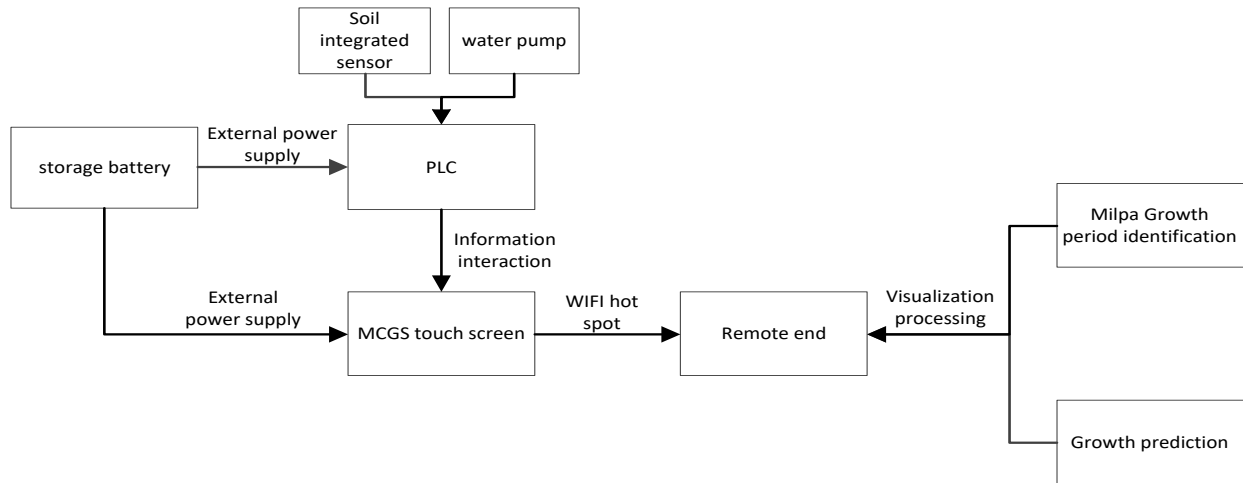 Soil
integrated
sensor
water pump
External power
supply
storage battery
PLC
Milpa Growth
period identification
Information
interaction
External
power supply
WIFI hot
spot
Visualization
processing
MCGS touch screen
Remote end
Growth prediction